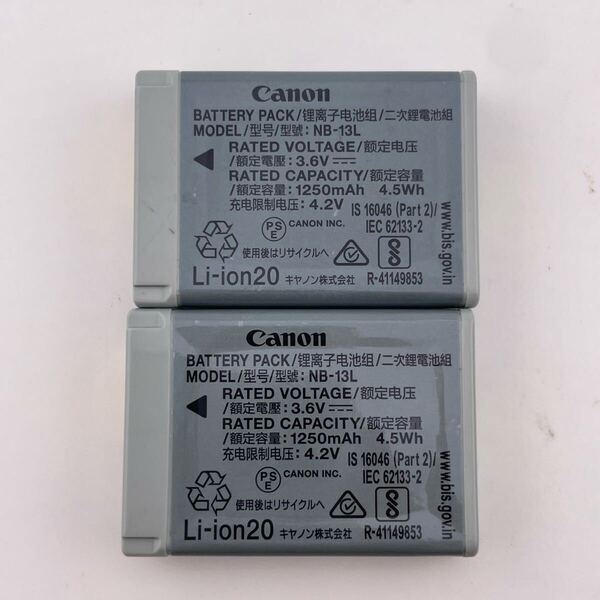 Canon
BATTERY PACK/锂离子电池组/二次鋰電池組
MODEL/型号/型號: NB-13L
RATED VOLTAGE/额定电压
/額定電壓: 3.6V
RATED CAPACITY/额定容量
/額定容量: 1250mAh 4.5Wh
充电限制电压: 4.2V
IS 16046 (Part 2)/
IEC 62133-2
PSE CANON INC.
使用後はリサイクルへ
Li-ion20 キヤノン株式会社
R-41149853
www.bis.gov.in
Canon
BATTERY PACK/锂离子电池组/二次鋰電池組
MODEL/型号/型號: NB-13L
RATED VOLTAGE/额定电压
/額定電壓: 3.6V
RATED CAPACITY/额定容量
/額定容量: 1250mAh 4.5Wh
充电限制电压: 4.2V
IS 16046 (Part 2)/
IEC 62133-2
PSE CANON INC.
使用後はリサイクルへ
Li-ion20 キヤノン株式会社
R-41149853
www.bis.gov.in